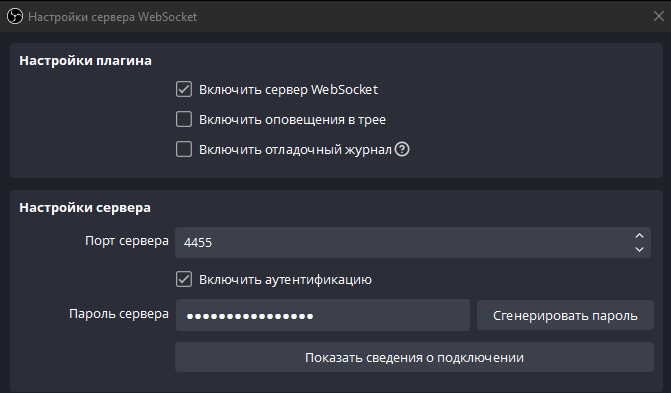 Настройки сервера WebSocket
Настройки плагина
Включить сервер WebSocket
Включить оповещения в трее
Включить отладочный журнал ?
Настройки сервера
Порт сервера 4455
Включить аутентификацию
Пароль сервера ●●●●●●●●●●●●●●●● Сгенерировать пароль
Показать сведения о подключении